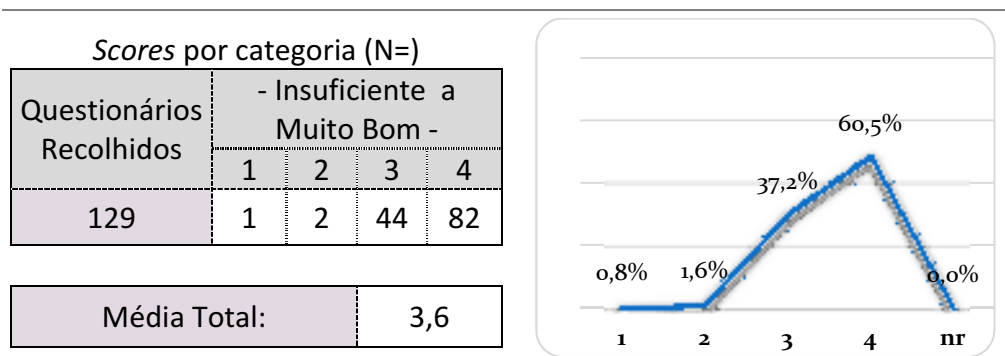 Scores por categoria (N=)
Questionários Recolhidos
- Insuficiente a Muito Bom -
1 2 3 4
129 1 2 44 82
Média Total: 3,6
60,5%
37,2%
0,8% 1,6% 0,0%
1 2 3 4 nr